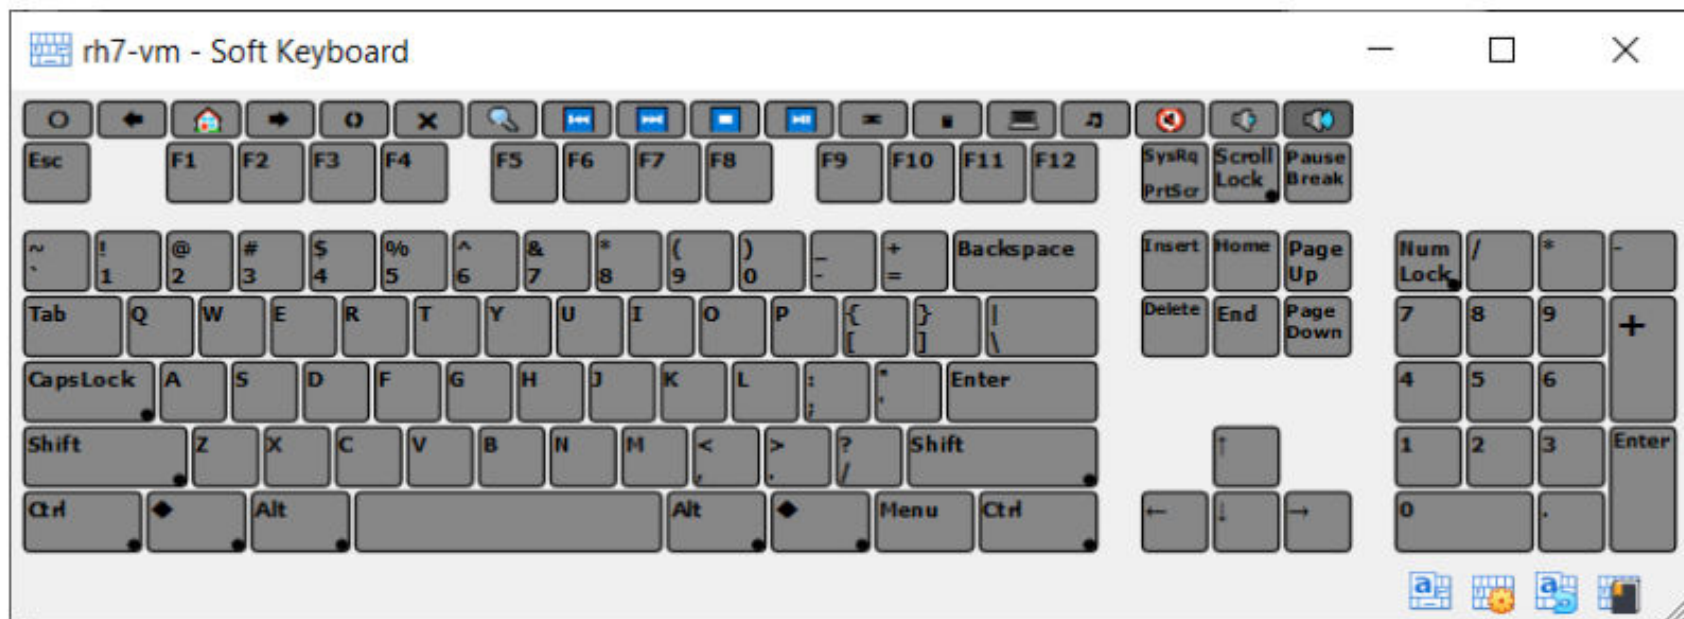 rh7-vm - Soft Keyboard
Esc F1 F2 F3 F4 F5 F6 F7 F8 F9 F10 F11 F12 SysRq Scroll Pause
PrtScr Lock Break
~ ! @ # $ % ^ & * ( ) _ + Backspace Insert Home Page Num / * -
` 1 2 3 4 5 6 7 8 9 0 - = Up Lock
Tab Q W E R T Y U I O P { } | Delete End Page 7 8 9 +
[ ] \ Down
CapsLock A S D F G H J K L : " Enter 4 5 6
; '
Shift Z X C V B N M < > ? Shift ↑ 1 2 3 Enter
, . /
Ctrl ◆ Alt Alt ◆ Menu Ctrl ← ↓ → 0 .